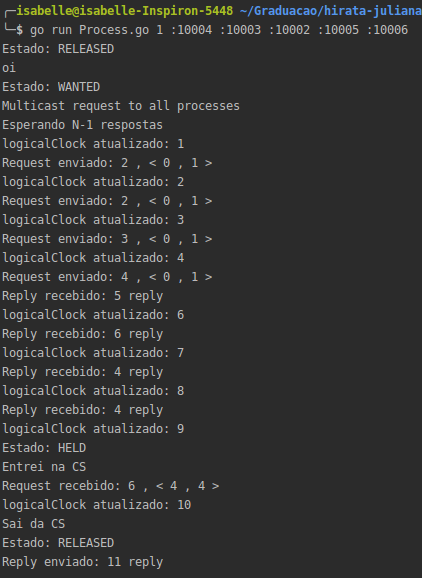 ╭─isabelle@isabelle-Inspiron-5448 ~/Graduacao/hirata-juliana
╰─$ go run Process.go 1 :10004 :10003 :10002 :10005 :10006
Estado: RELEASED
oi
Estado: WANTED
Multicast request to all processes
Esperando N-1 respostas
logicalClock atualizado: 1
Request enviado: 2 , < 0 , 1 >
logicalClock atualizado: 2
Request enviado: 2 , < 0 , 1 >
logicalClock atualizado: 3
Request enviado: 3 , < 0 , 1 >
logicalClock atualizado: 4
Request enviado: 4 , < 0 , 1 >
Reply recebido: 5 reply
logicalClock atualizado: 6
Reply recebido: 6 reply
logicalClock atualizado: 7
Reply recebido: 4 reply
logicalClock atualizado: 8
Reply recebido: 4 reply
logicalClock atualizado: 9
Estado: HELD
Entrei na CS
Request recebido: 6 , < 4 , 4 >
logicalClock atualizado: 10
Sai da CS
Estado: RELEASED
Reply enviado: 11 reply